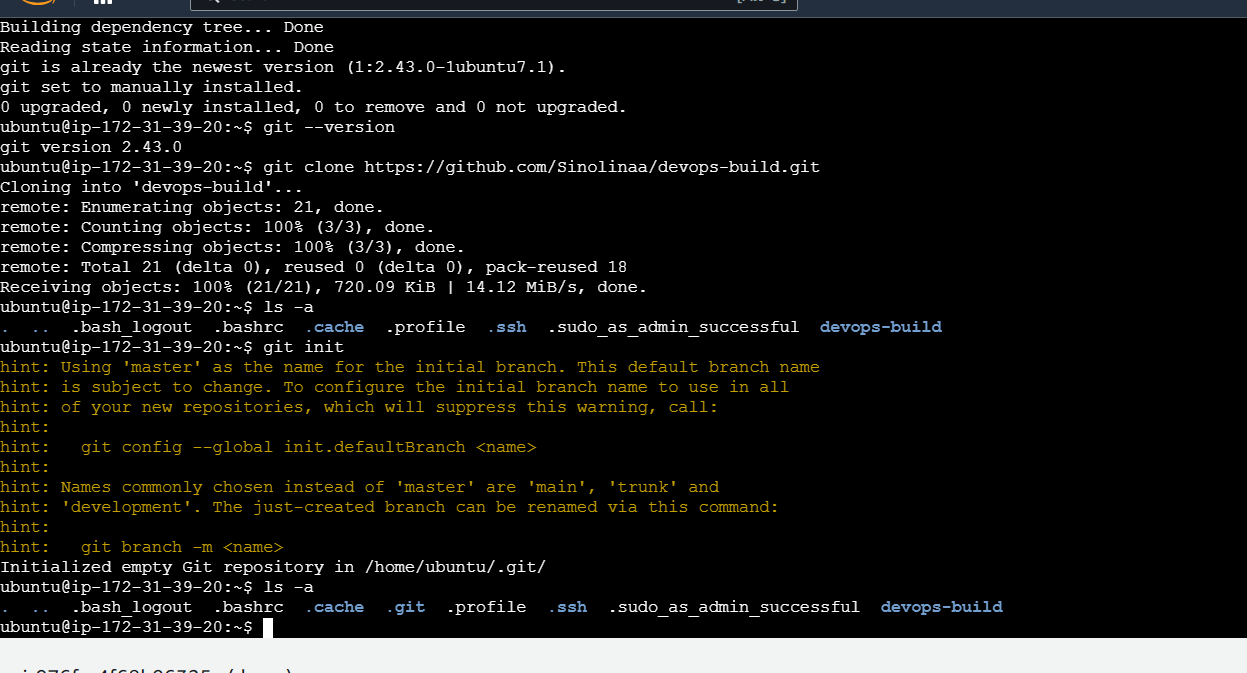 Building dependency tree... Done
Reading state information... Done
git is already the newest version (1:2.43.0-1ubuntu7.1).
git set to manually installed.
0 upgraded, 0 newly installed, 0 to remove and 0 not upgraded.
ubuntu@ip-172-31-39-20:~$ git --version
git version 2.43.0
ubuntu@ip-172-31-39-20:~$ git clone https://github.com/Sinolinaa/devops-build.git
Cloning into 'devops-build'...
remote: Enumerating objects: 21, done.
remote: Counting objects: 100% (3/3), done.
remote: Compressing objects: 100% (3/3), done.
remote: Total 21 (delta 0), reused 0 (delta 0), pack-reused 18
Receiving objects: 100% (21/21), 720.09 KiB | 14.12 MiB/s, done.
ubuntu@ip-172-31-39-20:~$ ls -a
.  ..  .bash_logout  .bashrc  .cache  .profile  .ssh  .sudo_as_admin_successful  devops-build
ubuntu@ip-172-31-39-20:~$ git init
hint: Using 'master' as the name for the initial branch. This default branch name
hint: is subject to change. To configure the initial branch name to use in all
hint: of your new repositories, which will suppress this warning, call:
hint:
hint:   git config --global init.defaultBranch <name>
hint:
hint: Names commonly chosen instead of 'master' are 'main', 'trunk' and
hint: 'development'. The just-created branch can be renamed via this command:
hint:
hint:   git branch -m <name>
Initialized empty Git repository in /home/ubuntu/.git/
ubuntu@ip-172-31-39-20:~$ ls -a
.  ..  .bash_logout  .bashrc  .cache  .git  .profile  .ssh  .sudo_as_admin_successful  devops-build
ubuntu@ip-172-31-39-20:~$